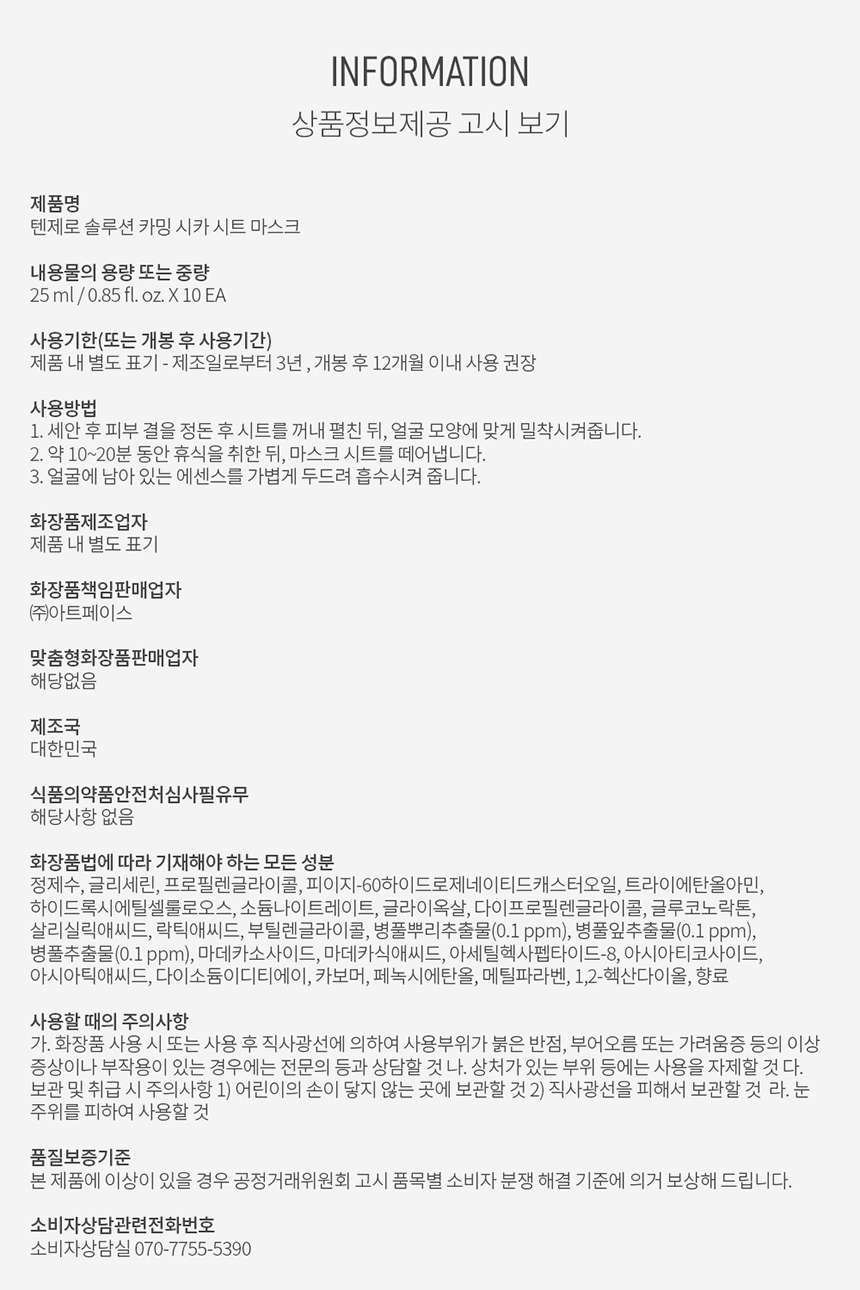 INFORMATION
상품정보제공 고시 보기
제품명
텐제로 솔루션 카밍 시카 시트 마스크
내용물의 용량 또는 중량
25 ml / 0.85 fl. oz. X 10 EA
사용기한(또는 개봉 후 사용기간)
제품 내 별도 표기 - 제조일로부터 3년 , 개봉 후 12개월 이내 사용 권장
사용방법
1. 세안 후 피부 결을 정돈 후 시트를 꺼내 펼친 뒤, 얼굴 모양에 맞게 밀착시켜줍니다.
2. 약 10~20분 동안 휴식을 취한 뒤, 마스크 시트를 떼어냅니다.
3. 얼굴에 남아 있는 에센스를 가볍게 두드려 흡수시켜 줍니다.
화장품제조업자
제품 내 별도 표기
화장품책임판매업자
㈜아트페이스
맞춤형화장품판매업자
해당없음
제조국
대한민국
식품의약품안전처심사필유무
해당사항 없음
화장품법에 따라 기재해야 하는 모든 성분
정제수, 글리세린, 프로필렌글라이콜, 피이지-60하이드로제네이티드캐스터오일, 트라이에탄올아민,
하이드록시에틸셀룰로오스, 소듐나이트레이트, 글라이옥살, 다이프로필렌글라이콜, 글루코노락톤,
살리실릭애씨드, 락틱애씨드, 부틸렌글라이콜, 병풀뿌리추출물(0.1 ppm), 병풀잎추출물(0.1 ppm),
병풀추출물(0.1 ppm), 마데카소사이드, 마데카식애씨드, 아세틸헥사펩타이드-8, 아시아티코사이드,
아시아틱애씨드, 다이소듐이디티에이, 카보머, 페녹시에탄올, 메틸파라벤, 1,2-헥산다이올, 향료
사용할 때의 주의사항
가. 화장품 사용 시 또는 사용 후 직사광선에 의하여 사용부위가 붉은 반점, 부어오름 또는 가려움증 등의 이상
증상이나 부작용이 있는 경우에는 전문의 등과 상담할 것 나. 상처가 있는 부위 등에는 사용을 자제할 것 다.
보관 및 취급 시 주의사항 1) 어린이의 손이 닿지 않는 곳에 보관할 것 2) 직사광선을 피해서 보관할 것 라. 눈
주위를 피하여 사용할 것
품질보증기준
본 제품에 이상이 있을 경우 공정거래위원회 고시 품목별 소비자 분쟁 해결 기준에 의거 보상해 드립니다.
소비자상담관련전화번호
소비자상담실 070-7755-5390